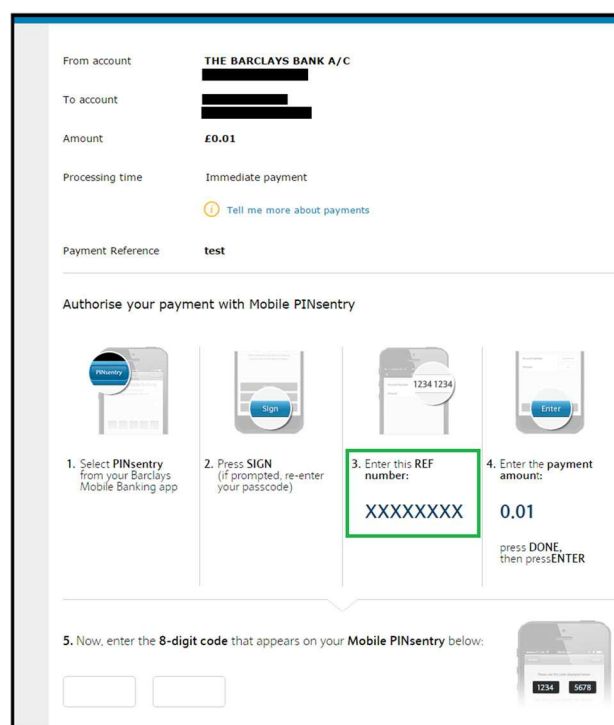 From account THE BARCLAYS BANK A/C
To account
Amount £0.01
Processing time Immediate payment
i Tell me more about payments
Payment Reference test
Authorise your payment with Mobile PINsentry
PINsentry
Sign
1234 1234
Enter
1. Select PINsentry
from your Barclays
Mobile Banking app
2. Press SIGN
(if prompted, re-enter
your passcode)
3. Enter this REF
number:
XXXXXXXX
4. Enter the payment
amount:
0.01
press DONE,
then pressENTER
5. Now, enter the 8-digit code that appears on your Mobile PINsentry below:
1234 5678